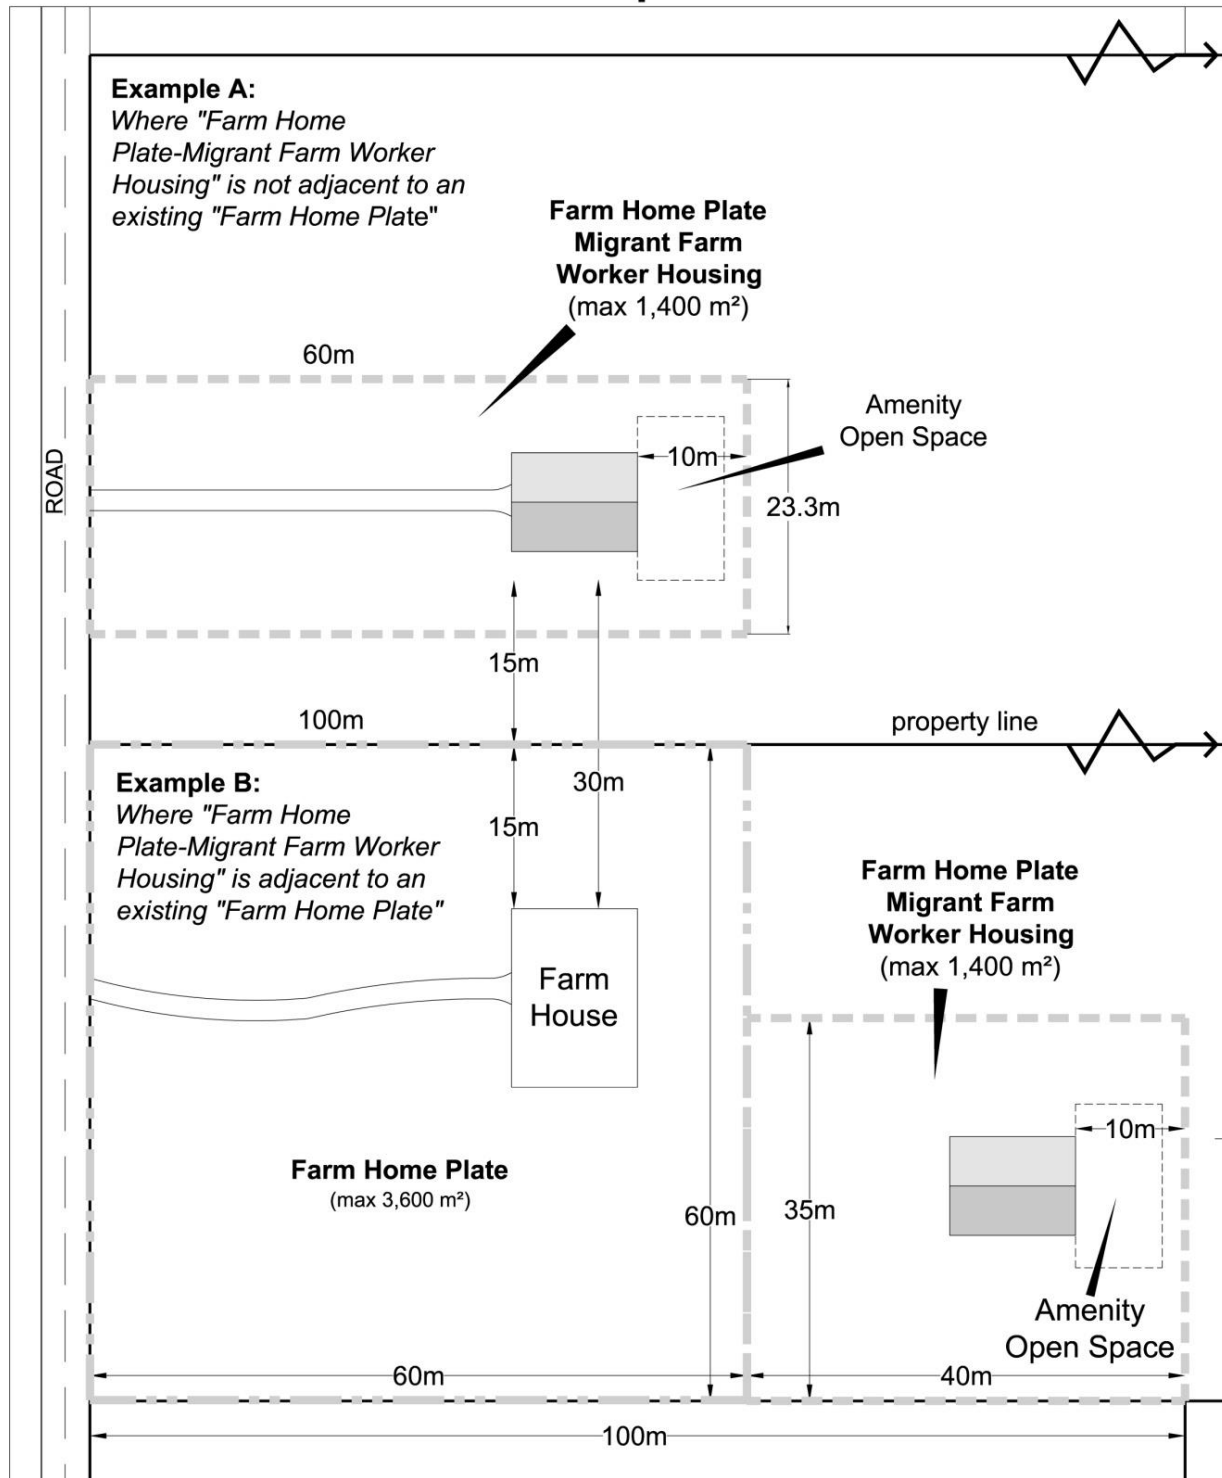 Example A:
Where "Farm Home
Plate-Migrant Farm Worker
Housing" is not adjacent to an
existing "Farm Home Plate"
Farm Home Plate
Migrant Farm
Worker Housing
(max 1,400 m²)
60m
Amenity
Open Space
10m
23.3m
ROAD
15m
100m
property line
30m
Example B:
Where "Farm Home
Plate-Migrant Farm Worker
Housing" is adjacent to an
existing "Farm Home Plate"
15m
Farm Home Plate
Migrant Farm
Worker Housing
(max 1,400 m²)
Farm
House
10m
Farm Home Plate
(max 3,600 m²)
60m
35m
Amenity
Open Space
60m
40m
100m